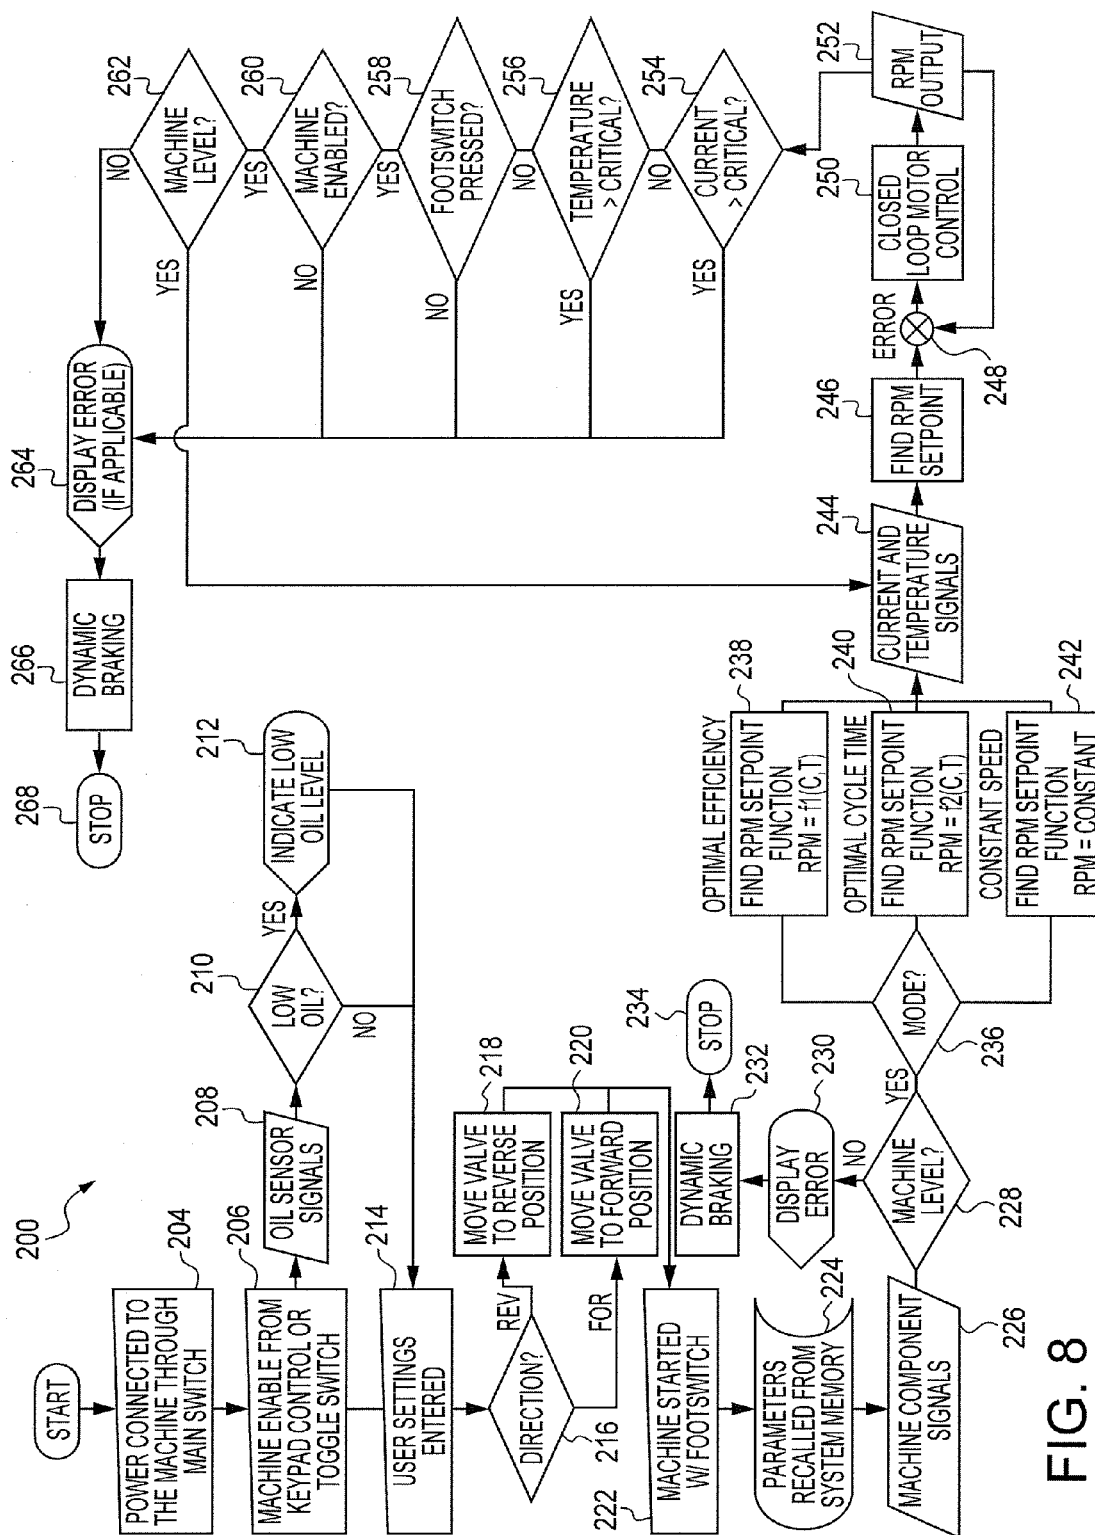 200
START
POWER CONNECTED TO
THE MACHINE THROUGH
MAIN SWITCH
204
MACHINE ENABLE FROM
KEYPAD CONTROL OR
TOGGLE SWITCH
206
OIL SENSOR
SIGNALS
208
LOW
OIL?
210
YES
NO
INDICATE LOW
OIL LEVEL
212
USER SETTINGS
ENTERED
214
DIRECTION?
216
REV
FOR
MOVE VALVE
TO REVERSE
POSITION
218
MOVE VALVE
TO FORWARD
POSITION
220
MACHINE STARTED
W/ FOOTSWITCH
222
PARAMETERS
RECALLED FROM
SYSTEM MEMORY
224
MACHINE COMPONENT
SIGNALS
226
MACHINE
LEVEL?
228
NO
YES
DISPLAY
ERROR
230
DYNAMIC
BRAKING
232
STOP
234
MODE?
236
OPTIMAL EFFICIENCY
FIND RPM SETPOINT
FUNCTION
RPM = f1(C,T)
238
OPTIMAL CYCLE TIME
FIND RPM SETPOINT
FUNCTION
RPM = f2(C,T)
240
CONSTANT SPEED
FIND RPM SETPOINT
FUNCTION
RPM = CONSTANT
242
CURRENT AND
TEMPERATURE
SIGNALS
244
FIND RPM
SETPOINT
246
ERROR
248
CLOSED
LOOP MOTOR
CONTROL
250
RPM
OUTPUT
252
CURRENT
> CRITICAL?
254
YES
NO
TEMPERATURE
> CRITICAL?
256
YES
NO
FOOTSWITCH
PRESSED?
258
NO
YES
MACHINE
ENABLED?
260
NO
YES
MACHINE
LEVEL?
262
YES
NO
DISPLAY ERROR
(IF APPLICABLE)
264
DYNAMIC
BRAKING
266
STOP
268
FIG. 8